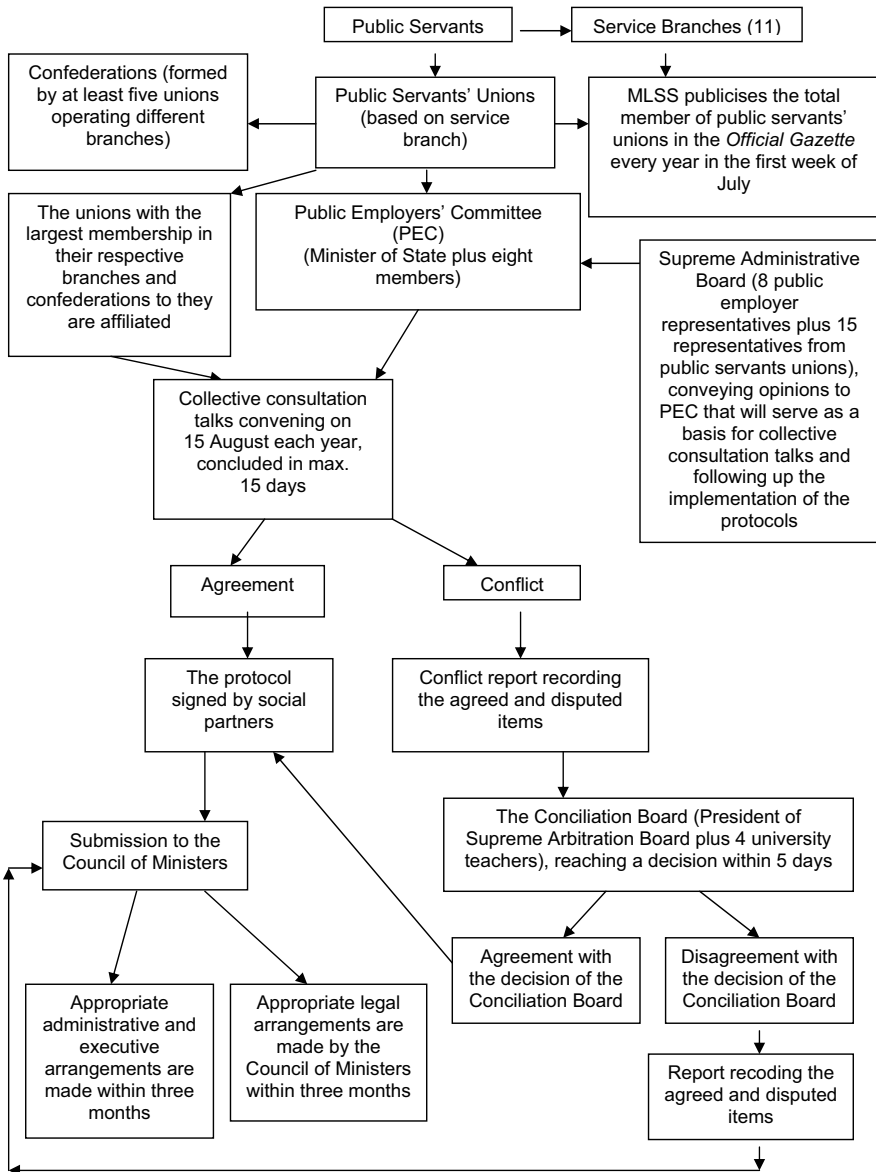 Public Servants
Service Branches (11)
Confederations (formed
by at least five unions
operating different
branches)
Public Servants’ Unions
(based on service
branch)
MLSS publicises the total
member of public servants’
unions in the Official Gazette
every year in the first week of
July
The unions with the
largest membership in
their respective
branches and
confederations to they
are affiliated
Public Employers’ Committee
(PEC)
(Minister of State plus eight
members)
Supreme Administrative
Board (8 public
employer
representatives plus 15
representatives from
public servants unions),
conveying opinions to
PEC that will serve as a
basis for collective
consultation talks and
following up the
implementation of the
protocols
Collective consultation
talks convening on
15 August each year,
concluded in max.
15 days
Agreement
Conflict
The protocol
signed by social
partners
Conflict report recording
the agreed and disputed
items
Submission to the
Council of Ministers
The Conciliation Board (President of
Supreme Arbitration Board plus 4 university
teachers), reaching a decision within 5 days
Agreement with
the decision of the
Conciliation Board
Disagreement with
the decision of the
Conciliation Board
Appropriate
administrative and
executive
arrangements are
made within three
months
Appropriate legal
arrangements are
made by the
Council of Ministers
within three months
Report recoding the
agreed and disputed
items